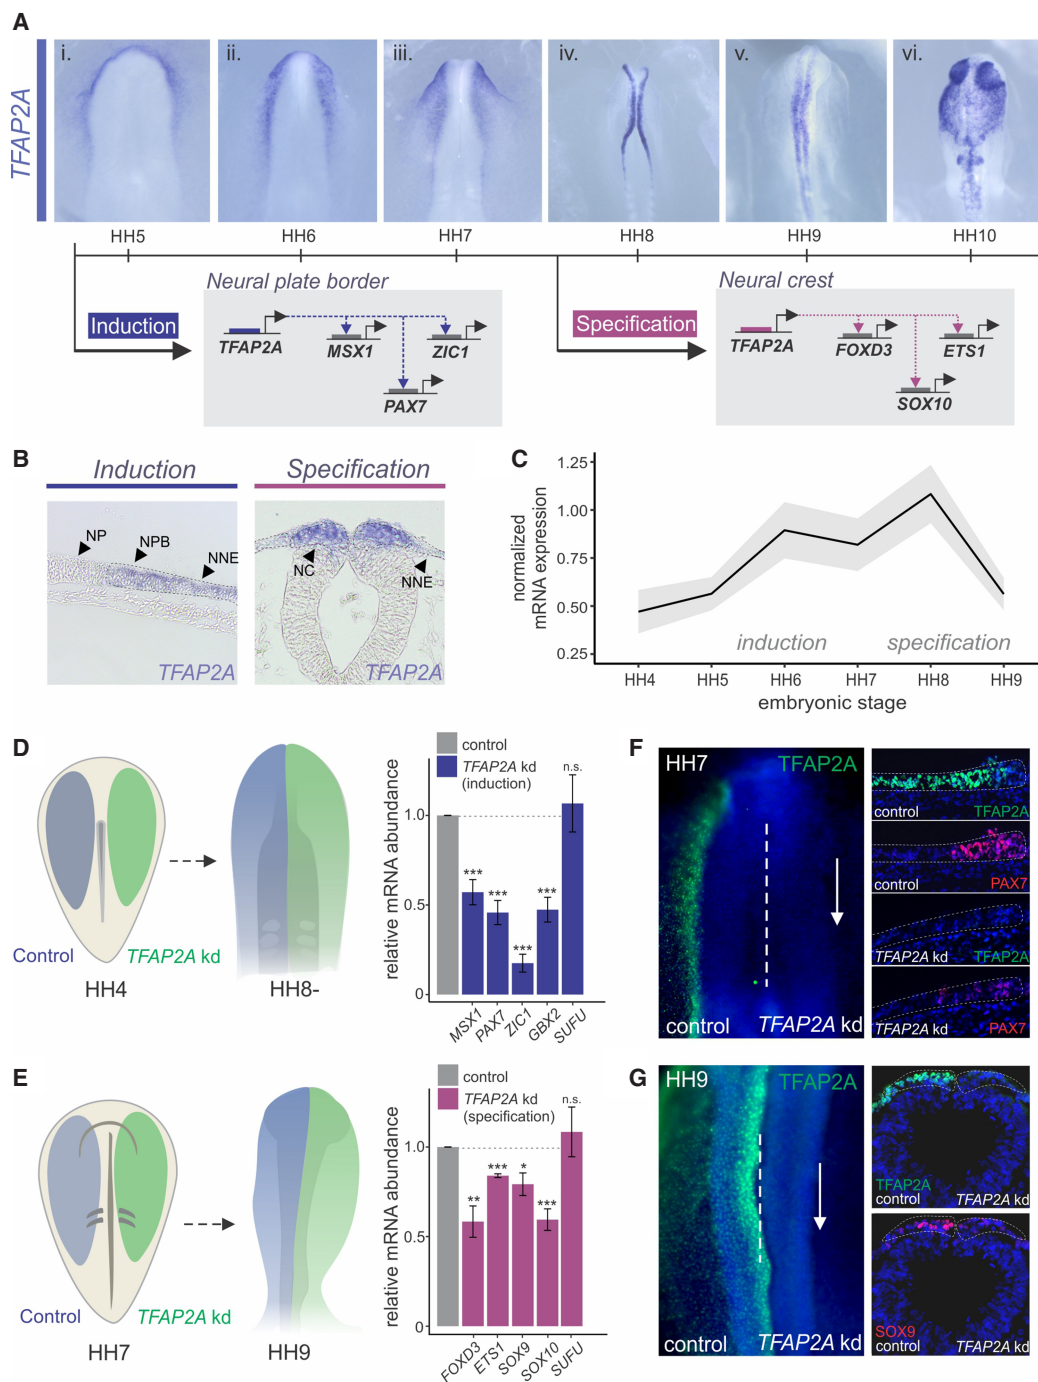 A
TFAP2A
i.
ii.
iii.
iv.
v.
vi.
HH5
HH6
HH7
HH8
HH9
HH10
Neural plate border
Induction
TFAP2A
MSX1
ZIC1
PAX7
Neural crest
Specification
TFAP2A
FOXD3
ETS1
SOX10
B
Induction
Specification
NP
NPB
NNE
TFAP2A
NC
NNE
TFAP2A
C
normalized
mRNA expression
1.25
1.00
0.75
0.50
0.25
induction
specification
HH4
HH5
HH6
HH7
HH8
HH9
embryonic stage
D
Control
TFAP2A kd
HH4
HH8-
control
TFAP2A kd
(induction)
relative mRNA abundance
1.0
0.5
0
***
***
***
***
n.s.
MSX1
PAX7
ZIC1
GBX2
SUFU
E
Control
TFAP2A kd
HH7
HH9
control
TFAP2A kd
(specification)
relative mRNA abundance
1.0
0.5
0
**
***
*
***
n.s.
FOXD3
ETS1
SOX9
SOX10
SUFU
F
HH7
TFAP2A
control
TFAP2A kd
control
TFAP2A
control
PAX7
TFAP2A kd
TFAP2A
TFAP2A kd
PAX7
G
HH9
TFAP2A
control
TFAP2A kd
TFAP2A
control
TFAP2A kd
SOX9
control
TFAP2A kd